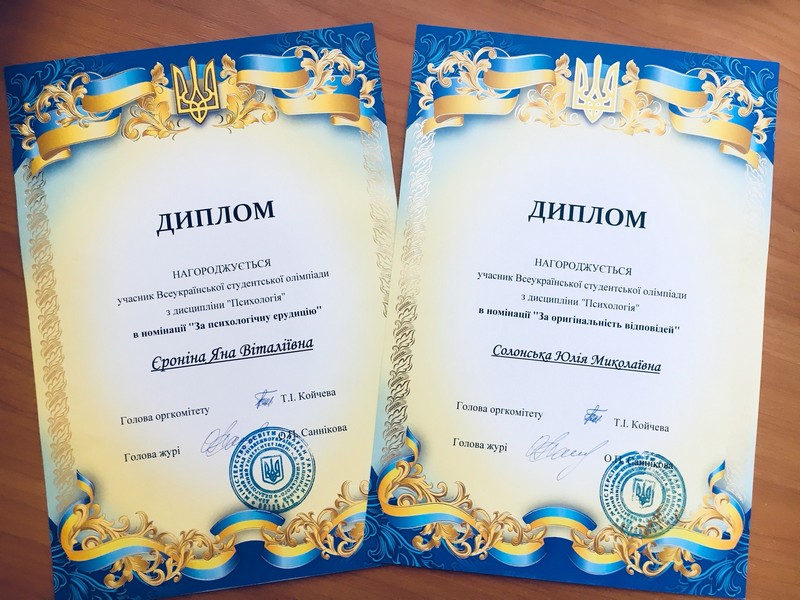 ДИПЛОМ
НАГОРОДЖУЄТЬСЯ
учасник Всеукраїнської студентської олімпіади
з дисципліни "Психологія"
в номінації "За психологічну ерудицію"
Єроніна Яна Віталіївна
Голова оргкомітету Т.І. Койчева
Голова журі О.П. Саннікова
ДИПЛОМ
НАГОРОДЖУЄТЬСЯ
учасник Всеукраїнської студентської олімпіади
з дисципліни "Психологія"
в номінації "За оригінальність відповідей"
Солонська Юлія Миколаївна
Голова оргкомітету Т.І. Койчева
Голова журі О.П. Саннікова